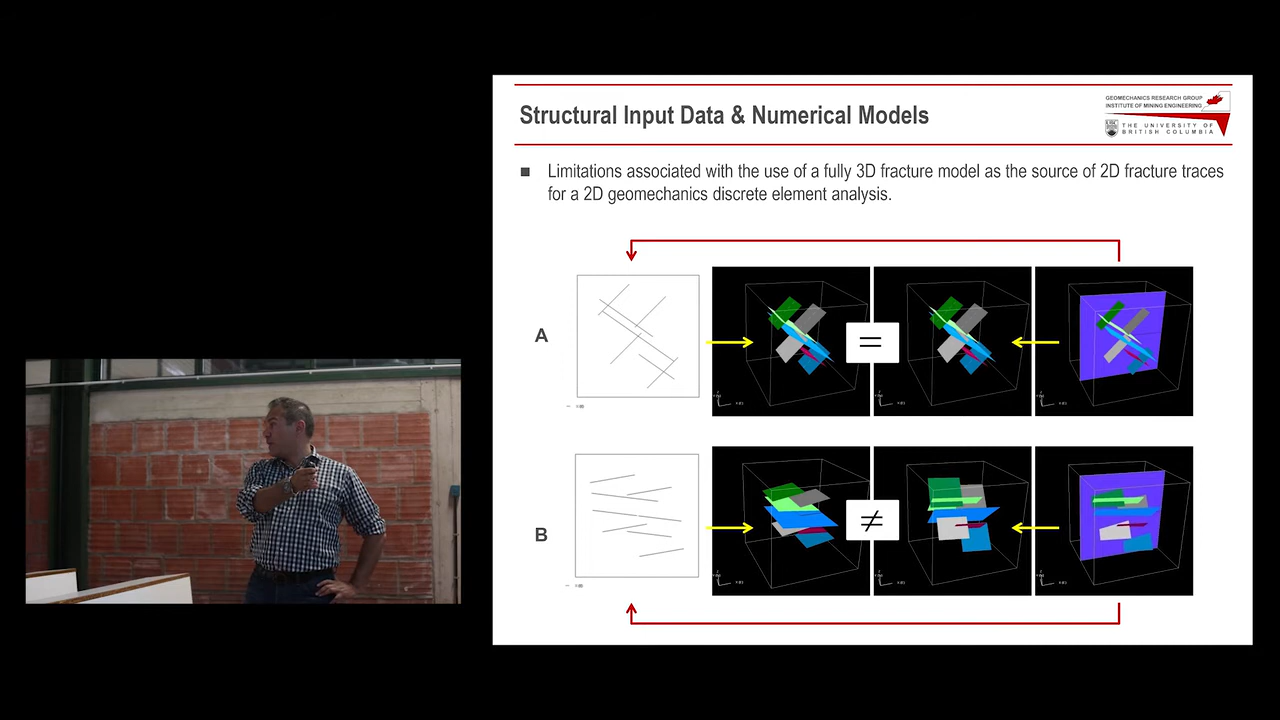 Structural Input Data & Numerical Models
GEOMECHANICS RESEARCH GROUP
INSTITUTE OF MINING ENGINEERING
THE UNIVERSITY OF
BRITISH COLUMBIA
■ Limitations associated with the use of a fully 3D fracture model as the source of 2D fracture traces
for a 2D geomechanics discrete element analysis.
A
=
B
≠